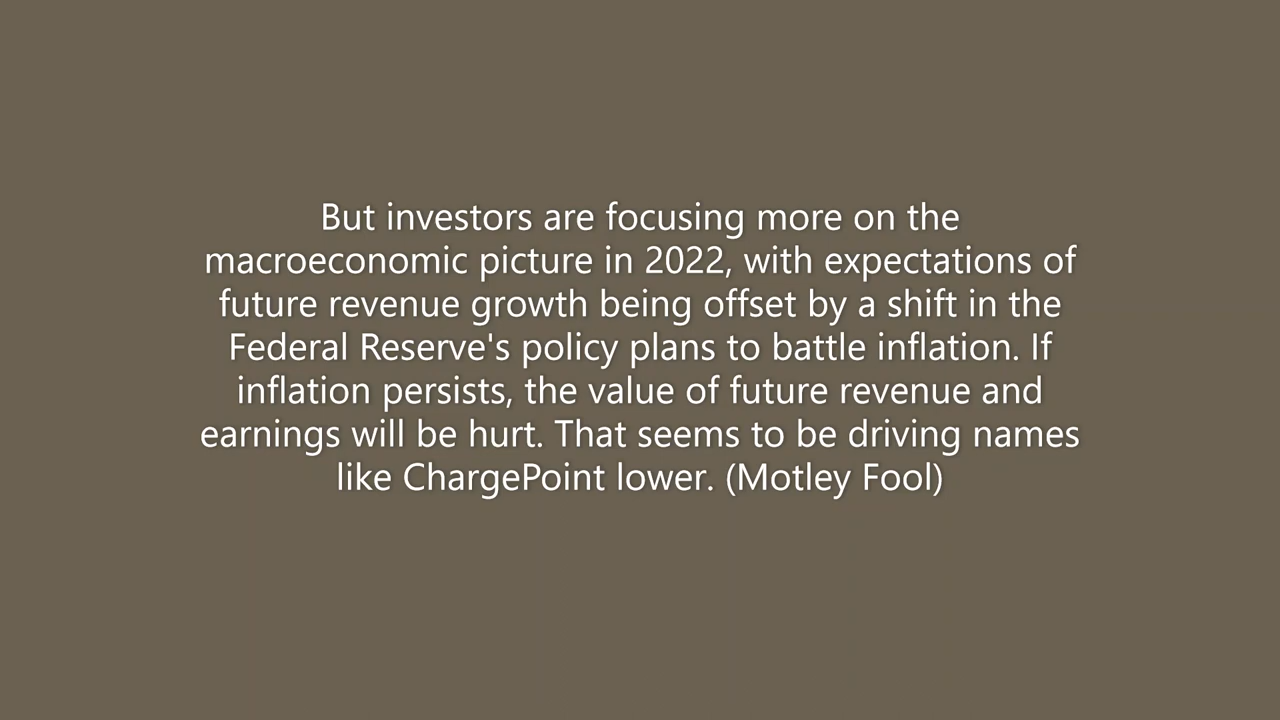 But investors are focusing more on the
macroeconomic picture in 2022, with expectations of
future revenue growth being offset by a shift in the
Federal Reserve's policy plans to battle inflation. If
inflation persists, the value of future revenue and
earnings will be hurt. That seems to be driving names
like ChargePoint lower. (Motley Fool)